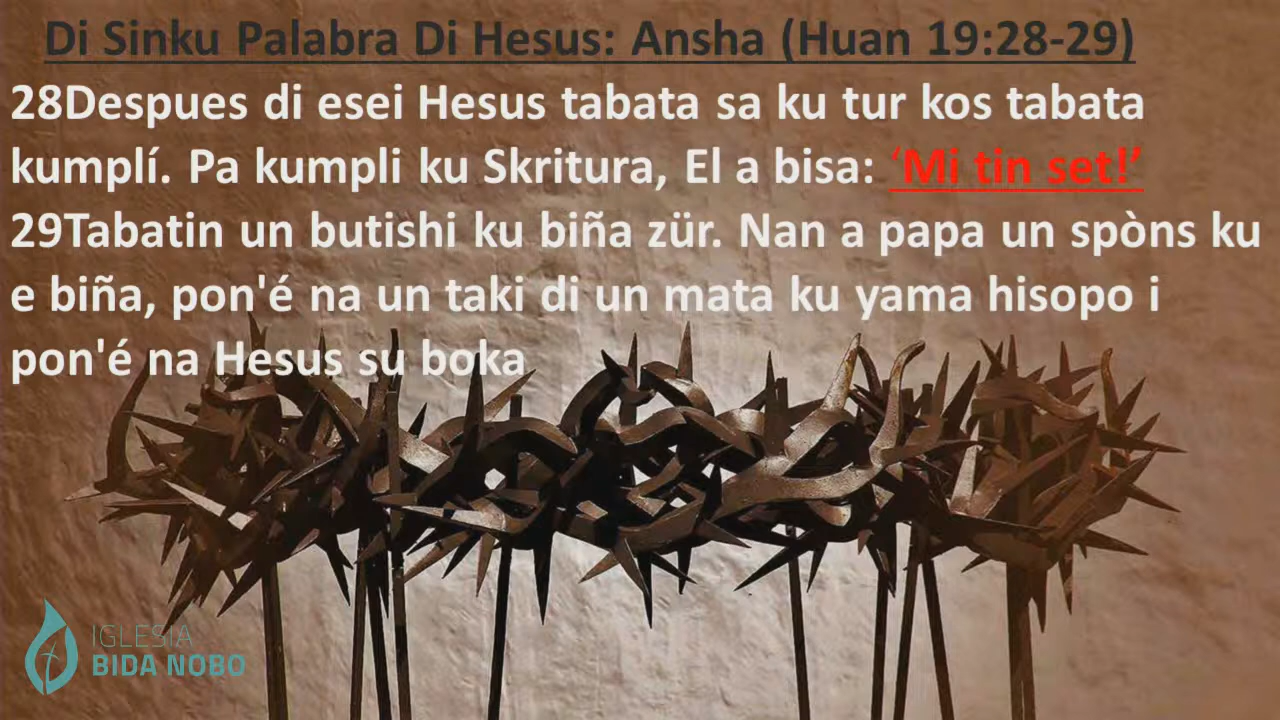 Di Sinku Palabra Di Hesus: Ansha (Huan 19:28-29)
28Despues di esei Hesus tabata sa ku tur kos tabata
kumplí. Pa kumpli ku Skritura, El a bisa: ‘Mi tin set!’
29Tabatin un butishi ku biña zür. Nan a papa un spòns ku
e biña, pon'é na un taki di un mata ku yama hisopo i
pon'é na Hesus su boka
IGLESIA
BIDA NOBO